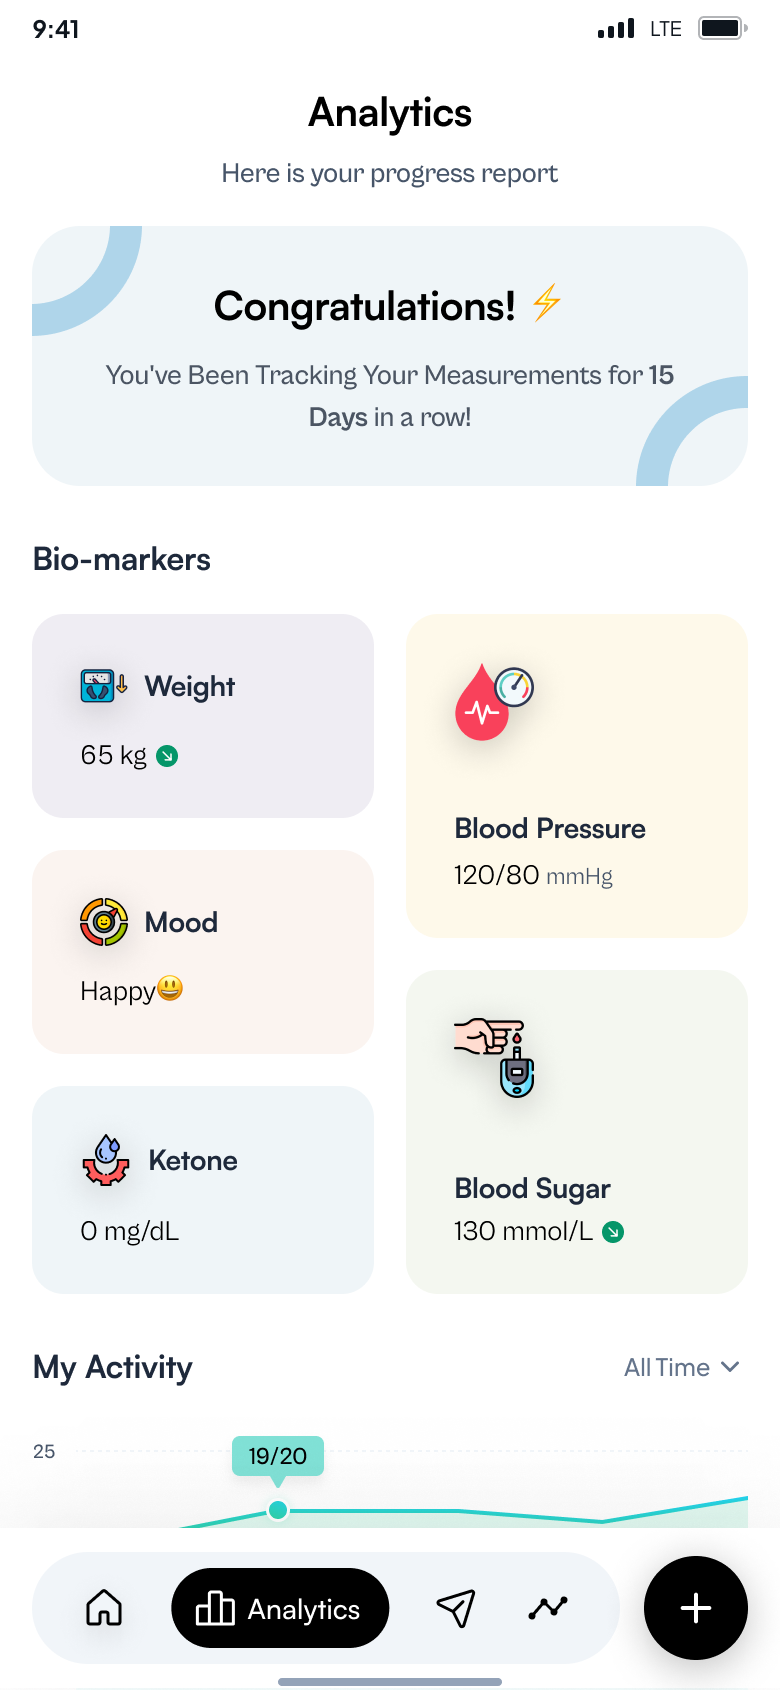 9:41
LTE
Analytics
Here is your progress report
Congratulations! ⚡
You've Been Tracking Your Measurements for 15
Days in a row!
Bio-markers
Weight
65 kg
Blood Pressure
120/80 mmHg
Mood
Happy😃
Ketone
0 mg/dL
Blood Sugar
130 mmol/L
My Activity
All Time
25
19/20
Analytics